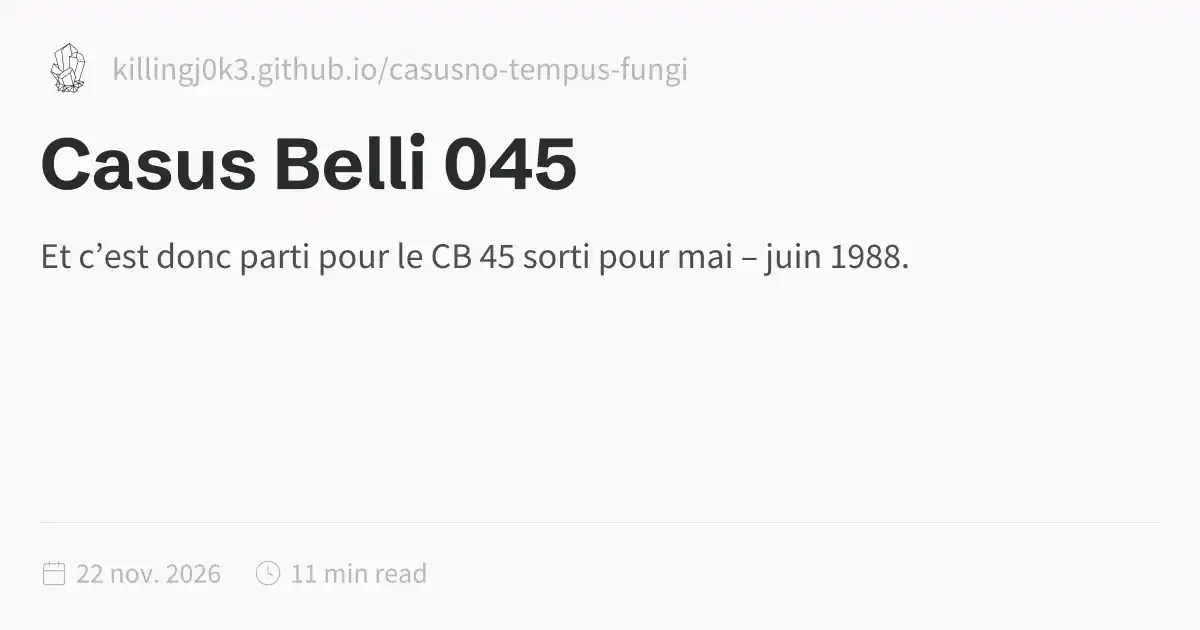 killingj0k3.github.io/casusno-tempus-fungi
Casus Belli 045
Et c’est donc parti pour le CB 45 sorti pour mai – juin 1988.
22 nov. 2026 11 min read